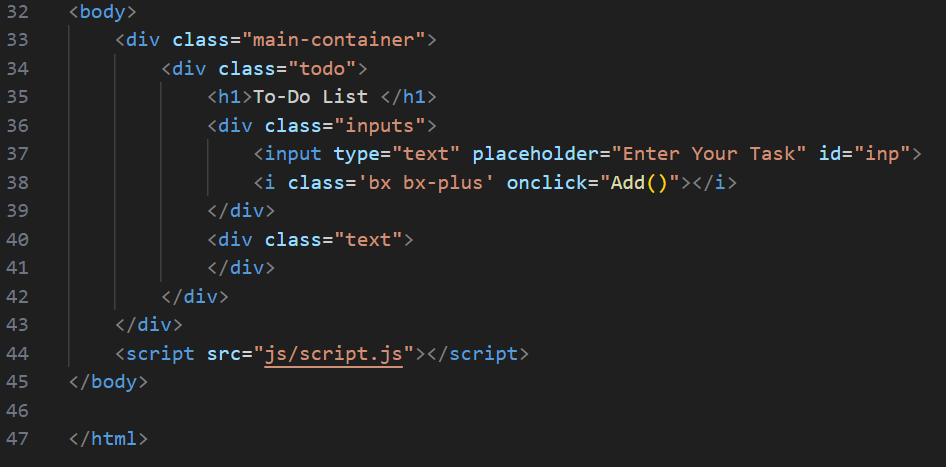 32 <body>
33     <div class="main-container">
34         <div class="todo">
35             <h1>To-Do List </h1>
36             <div class="inputs">
37                 <input type="text" placeholder="Enter Your Task" id="inp">
38                 <i class='bx bx-plus' onclick="Add()"></i>
39             </div>
40             <div class="text">
41             </div>
42         </div>
43     </div>
44     <script src="js/script.js"></script>
45 </body>
46
47 </html>